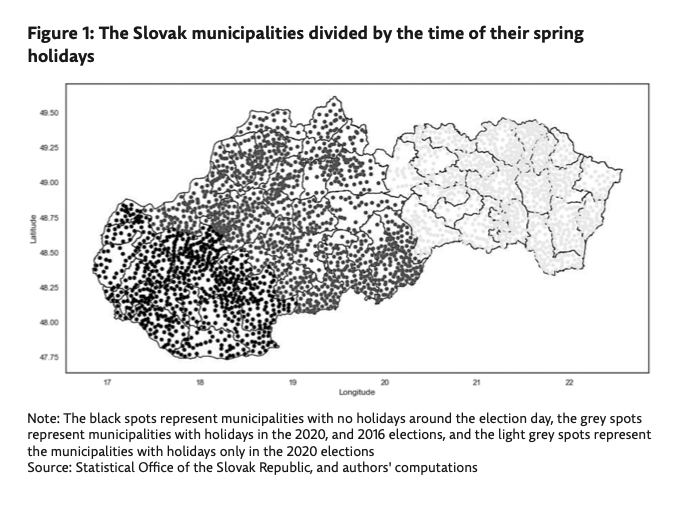 Figure 1: The Slovak municipalities divided by the time of their spring
holidays
49.50
49.25
49.00
48.75
48.50
48.25
48.00
47.75
Latitude
17 18 19 20 21 22
Longitude
Note: The black spots represent municipalities with no holidays around the election day, the grey spots
represent municipalities with holidays in the 2020, and 2016 elections, and the light grey spots represent
the municipalities with holidays only in the 2020 elections
Source: Statistical Office of the Slovak Republic, and authors' computations